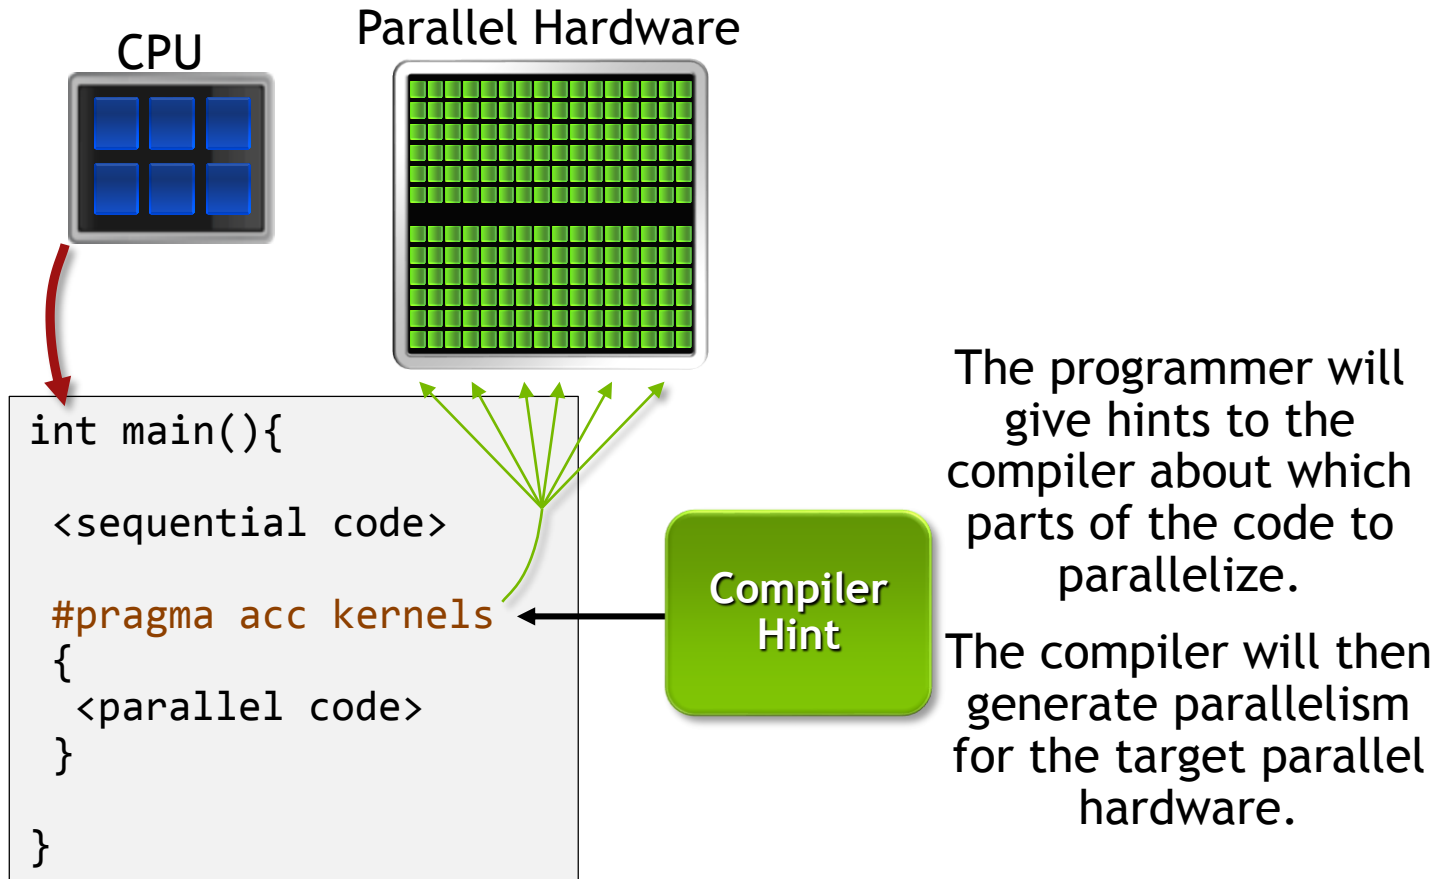 CPU
Parallel Hardware
int main(){
<sequential code>
#pragma acc kernels
{
<parallel code>
}
}
Compiler
Hint
The programmer will
give hints to the
compiler about which
parts of the code to
parallelize.
The compiler will then
generate parallelism
for the target parallel
hardware.